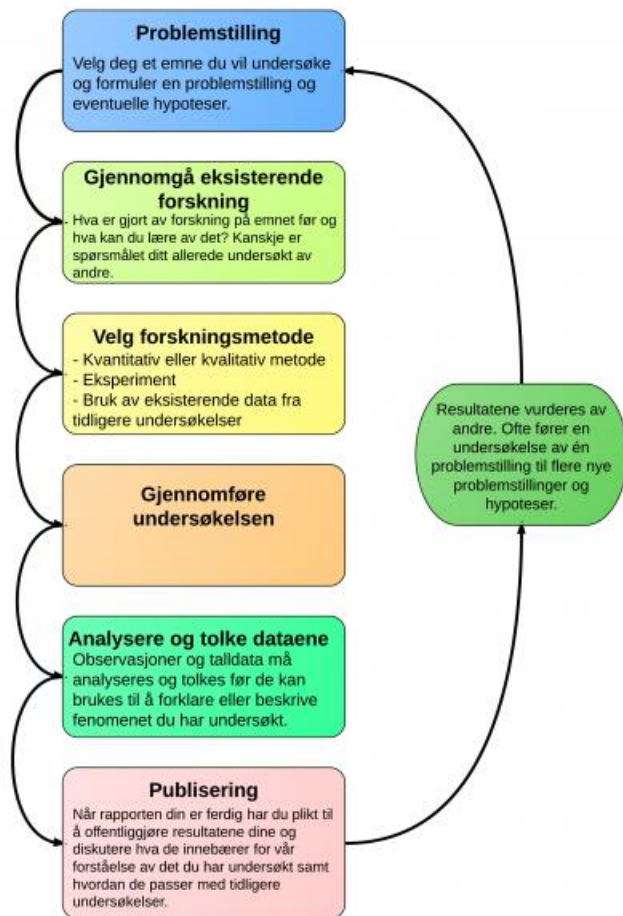 Problemstilling
Velg deg et emne du vil undersøke
og formuler en problemstilling og
eventuelle hypoteser.
Gjennomgå eksisterende
forskning
Hva er gjort av forskning på emnet før og
hva kan du lære av det? Kanskje er
spørsmålet ditt allerede undersøkt av
andre.
Velg forskningsmetode
- Kvantitativ eller kvalitativ metode
- Eksperiment
- Bruk av eksisterende data fra
tidligere undersøkelser
Gjennomføre
undersøkelsen
Analysere og tolke dataene
Observasjoner og talldata må
analyseres og tolkes før de kan
brukes til å forklare eller beskrive
fenomenet du har undersøkt.
Publisering
Når rapporten din er ferdig har du plikt til
å offentliggjøre resultatene dine og
diskutere hva de innebærer for vår
forståelse av det du har undersøkt samt
hvordan de passer med tidligere
undersøkelser.
Resultatene vurderes av
andre. Ofte fører en
undersøkelse av én
problemstilling til flere nye
problemstillinger og
hypoteser.